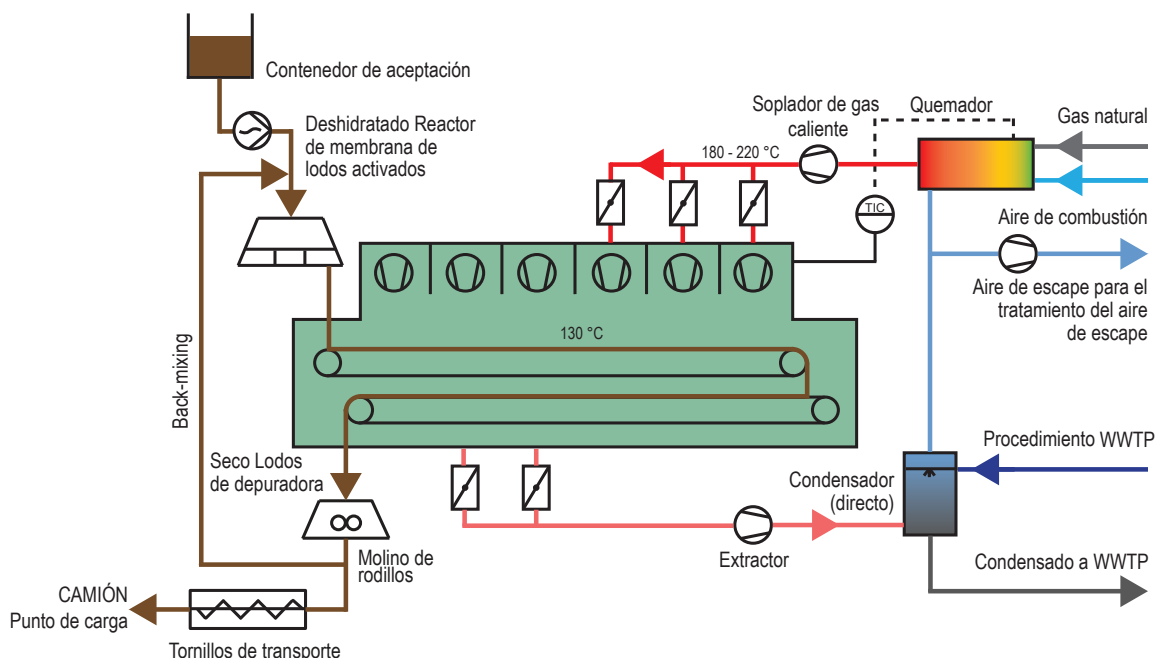 Contenedor de aceptación
Deshidratado Reactor
de membrana de
lodos activados
Soplador de gas
caliente
Quemador
Gas natural
180 - 220 °C
TIC
Aire de combustión
Aire de escape para el
tratamiento del aire
de escape
130 °C
Back-mixing
Seco Lodos
de depuradora
Procedimiento WWTP
Condensador
(directo)
Extractor
Molino de
rodillos
Condensado a WWTP
CAMIÓN
Punto de carga
Tornillos de transporte